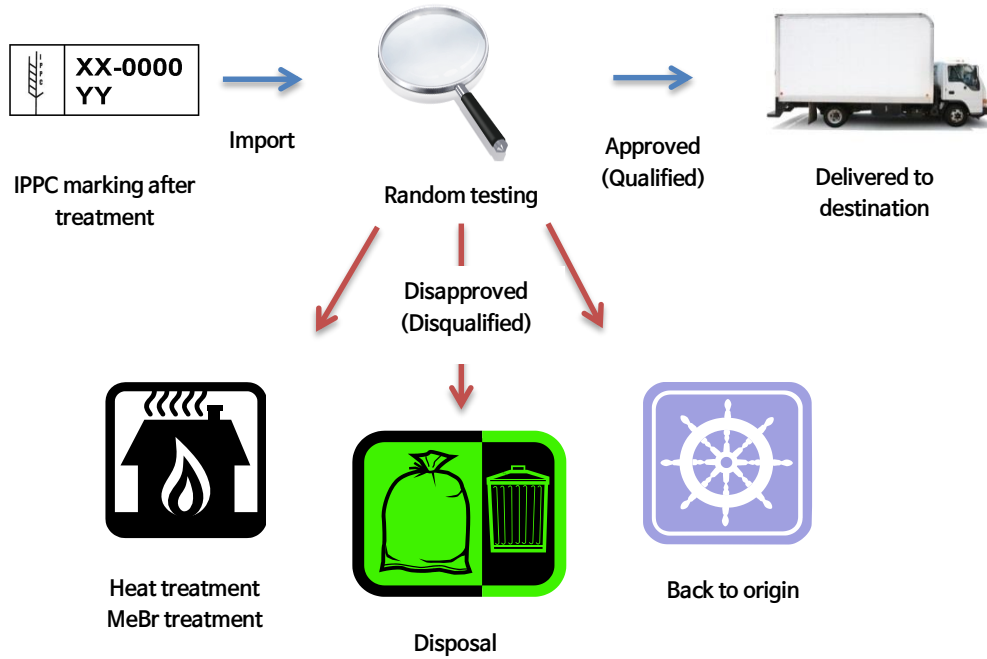 IPPC
XX-0000
YY
Import
IPPC marking after
treatment
Random testing
Approved
(Qualified)
Delivered to
destination
Disapproved
(Disqualified)
Heat treatment
MeBr treatment
Disposal
Back to origin